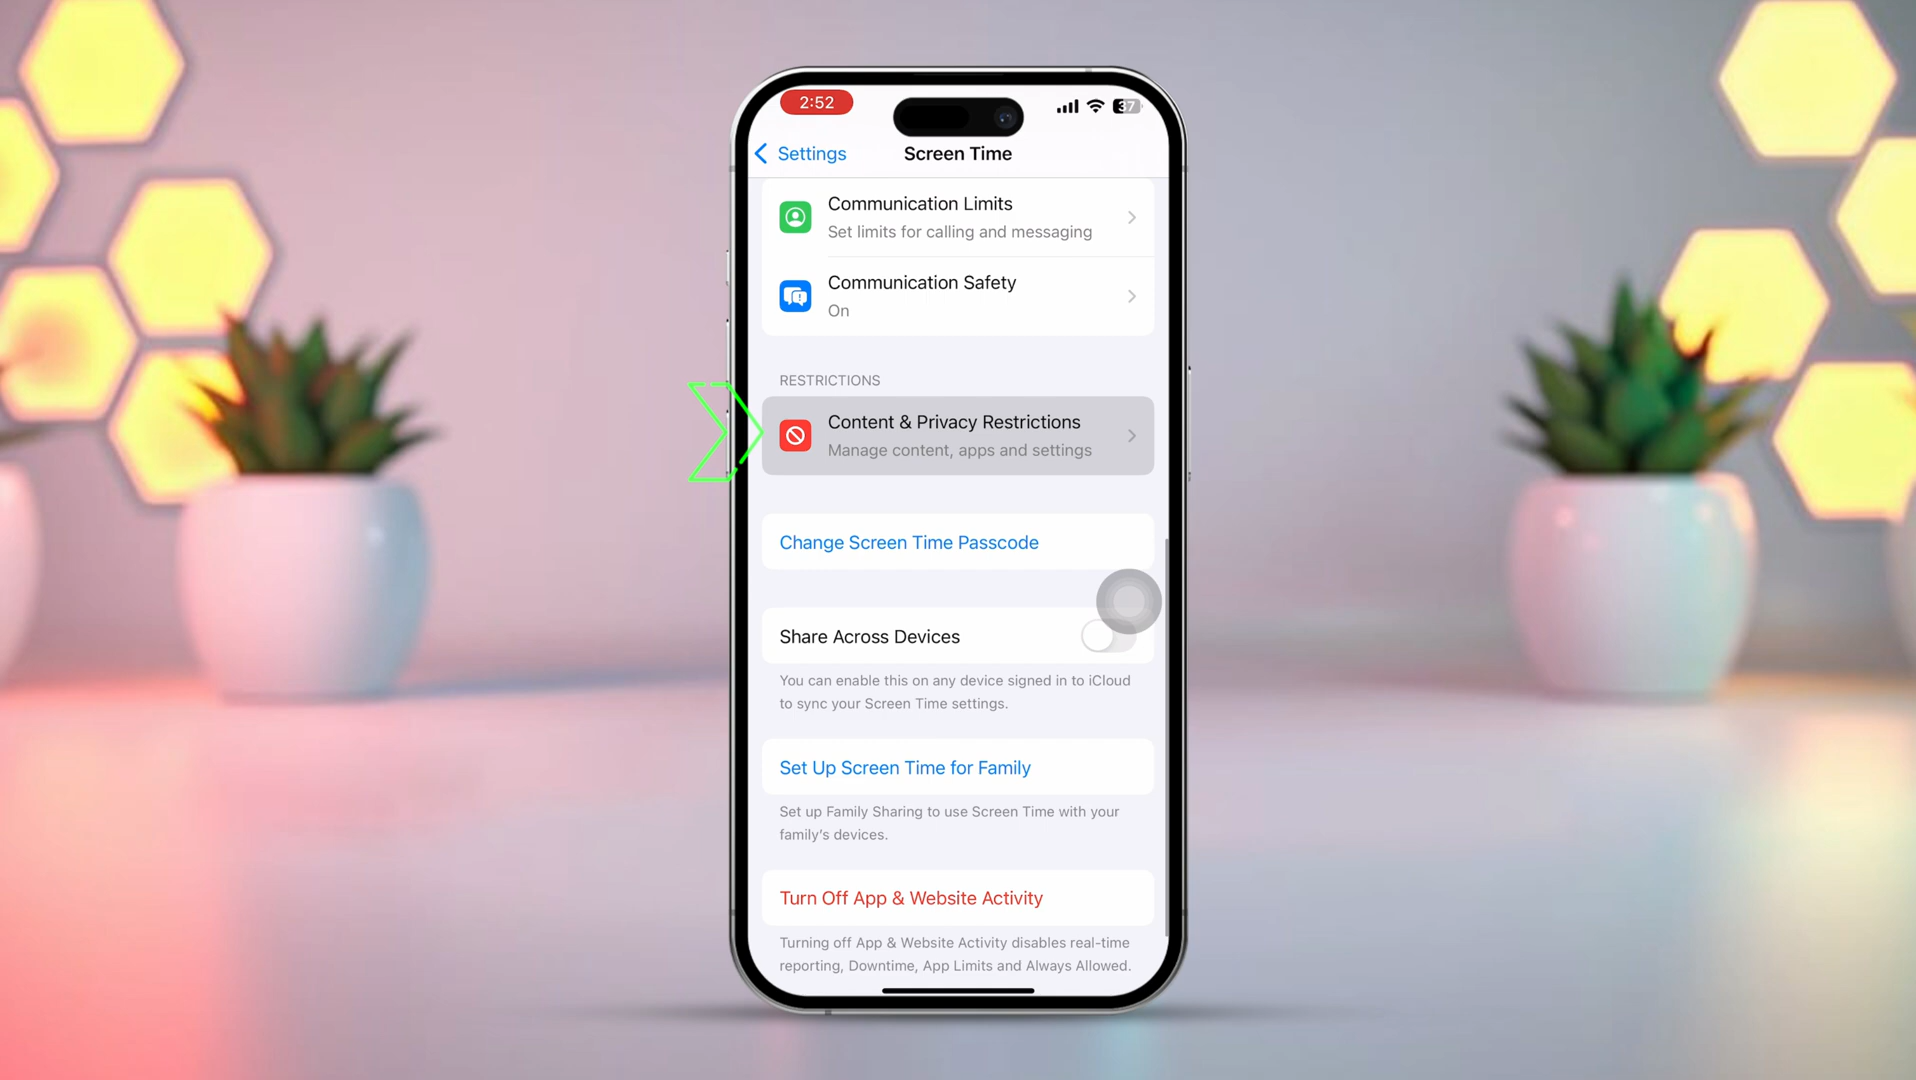 2:52
37
Settings
Screen Time
Communication Limits
Set limits for calling and messaging
Communication Safety
On
RESTRICTIONS
Content & Privacy Restrictions
Manage content, apps and settings
Change Screen Time Passcode
Share Across Devices
You can enable this on any device signed in to iCloud
to sync your Screen Time settings.
Set Up Screen Time for Family
Set up Family Sharing to use Screen Time with your
family's devices.
Turn Off App & Website Activity
Turning off App & Website Activity disables real-time
reporting, Downtime, App Limits and Always Allowed.